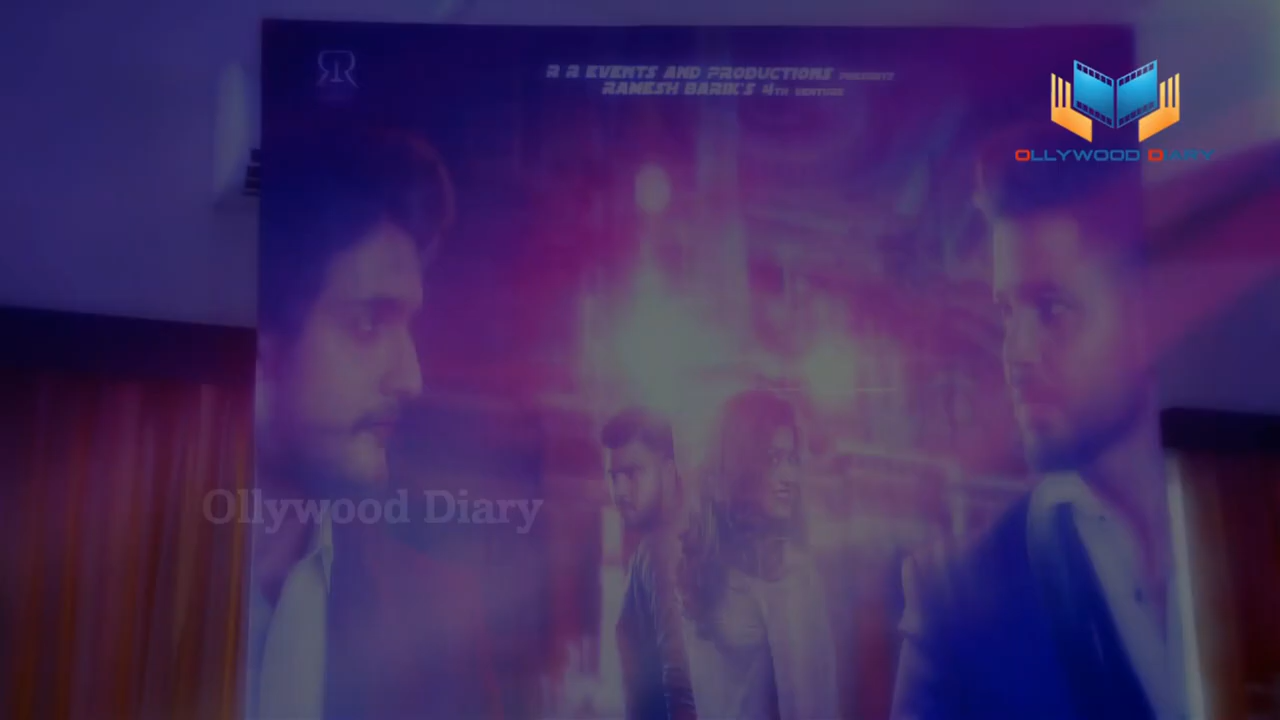 R R EVENTS AND PRODUCTIONS PRESENTS
RAMESH BARIK'S 4TH VENTURE
OLLYWOOD DIARY
Ollywood Diary